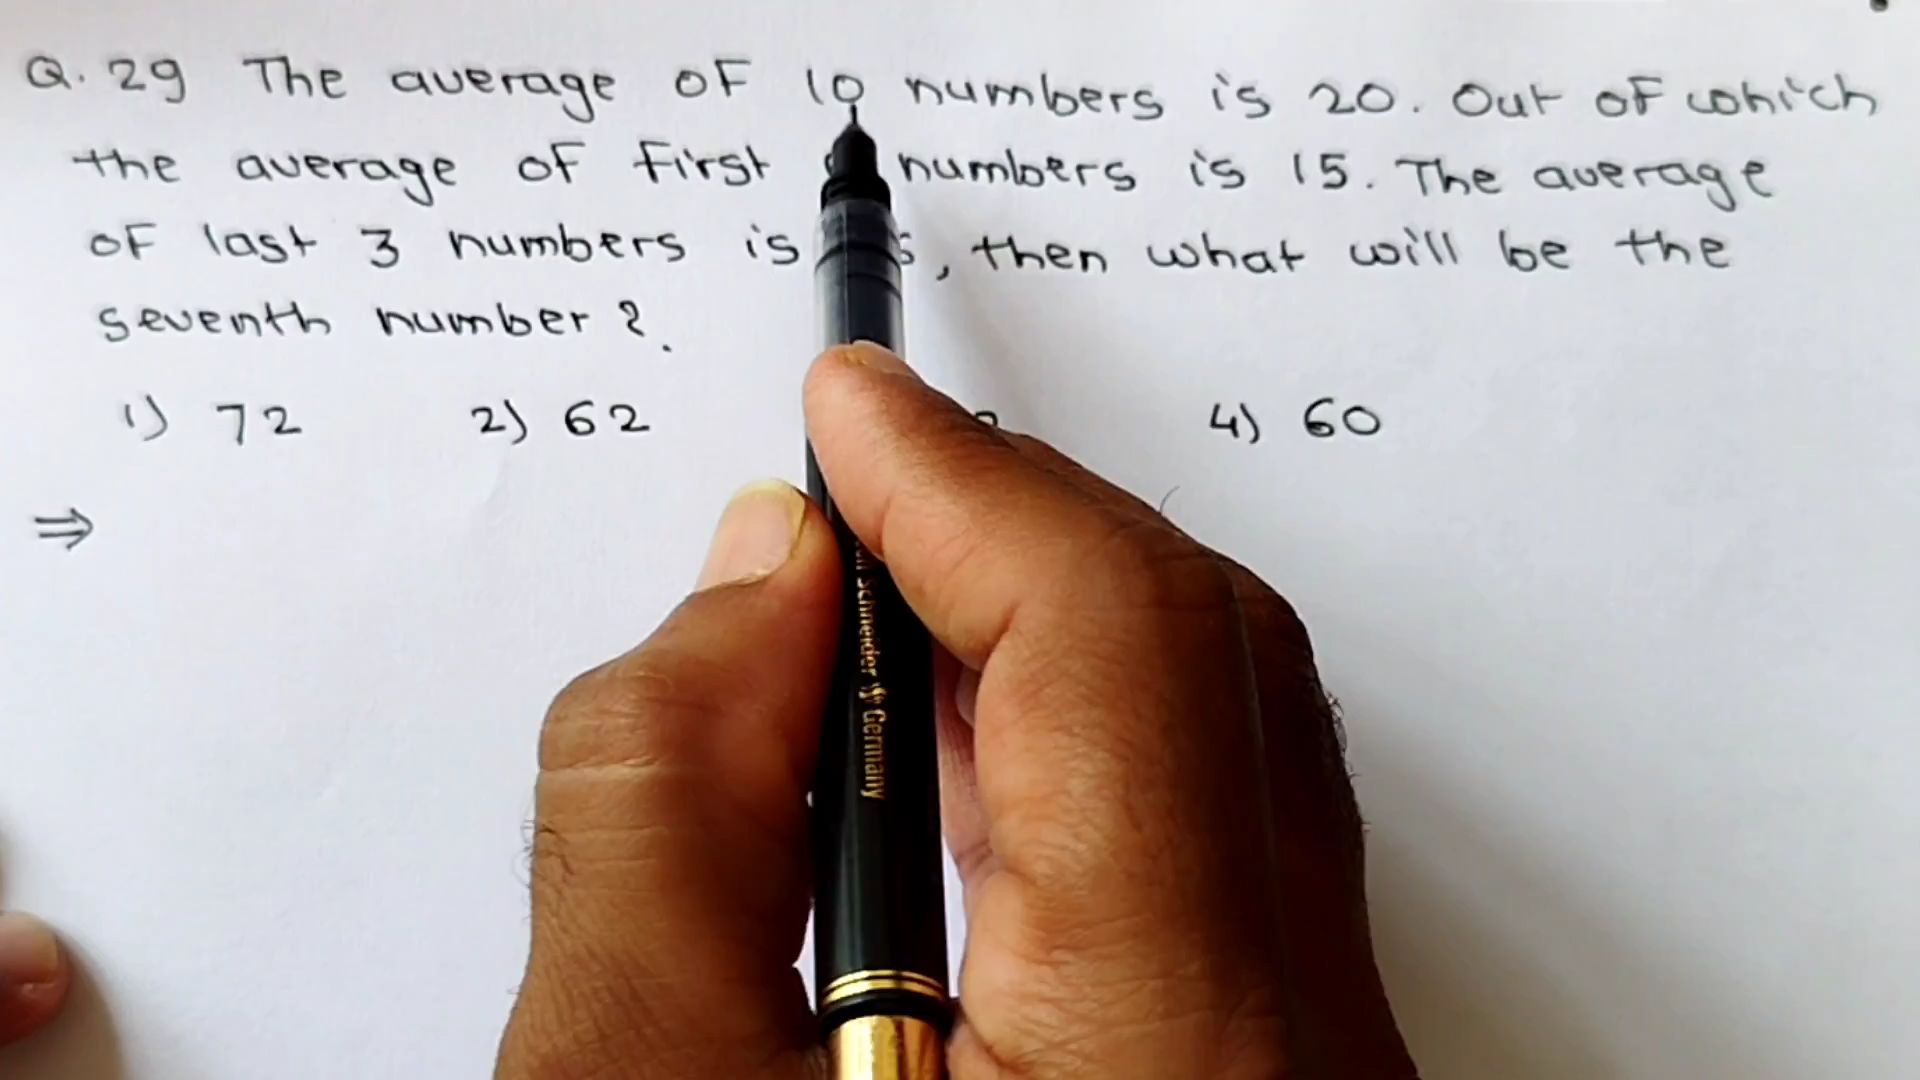 Q. 29 The average of 10 numbers is 20. Out of which
the average of first numbers is 15. The average
of last 3 numbers is , then what will be the
seventh number ?
1) 72 2) 62 4) 60
⇒
Schneider Germany